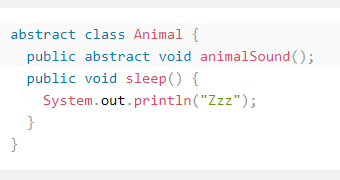 abstract class Animal {
  public abstract void animalSound();
  public void sleep() {
    System.out.println("Zzz");
  }
}